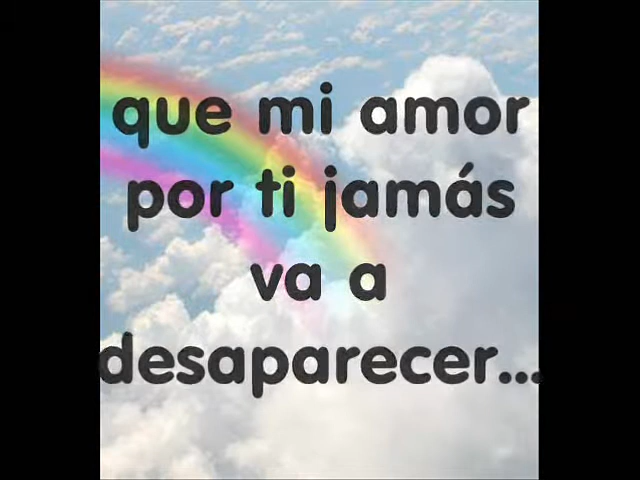 que mi amor
por ti jamás
va a
desaparecer...